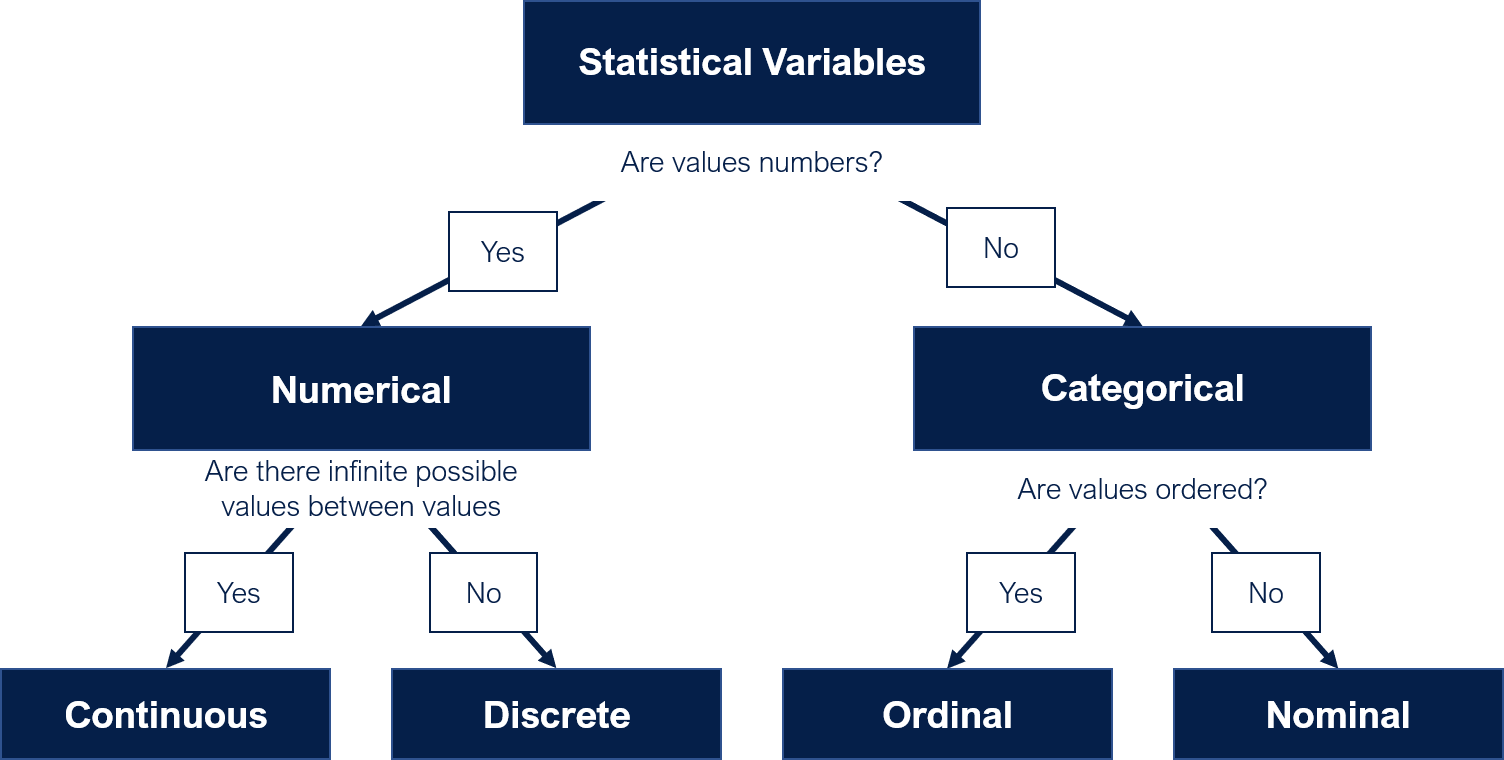 Statistical Variables
Are values numbers?
Yes
No
Numerical
Categorical
Are there infinite possible
values between values
Are values ordered?
Yes
No
Yes
No
Continuous
Discrete
Ordinal
Nominal